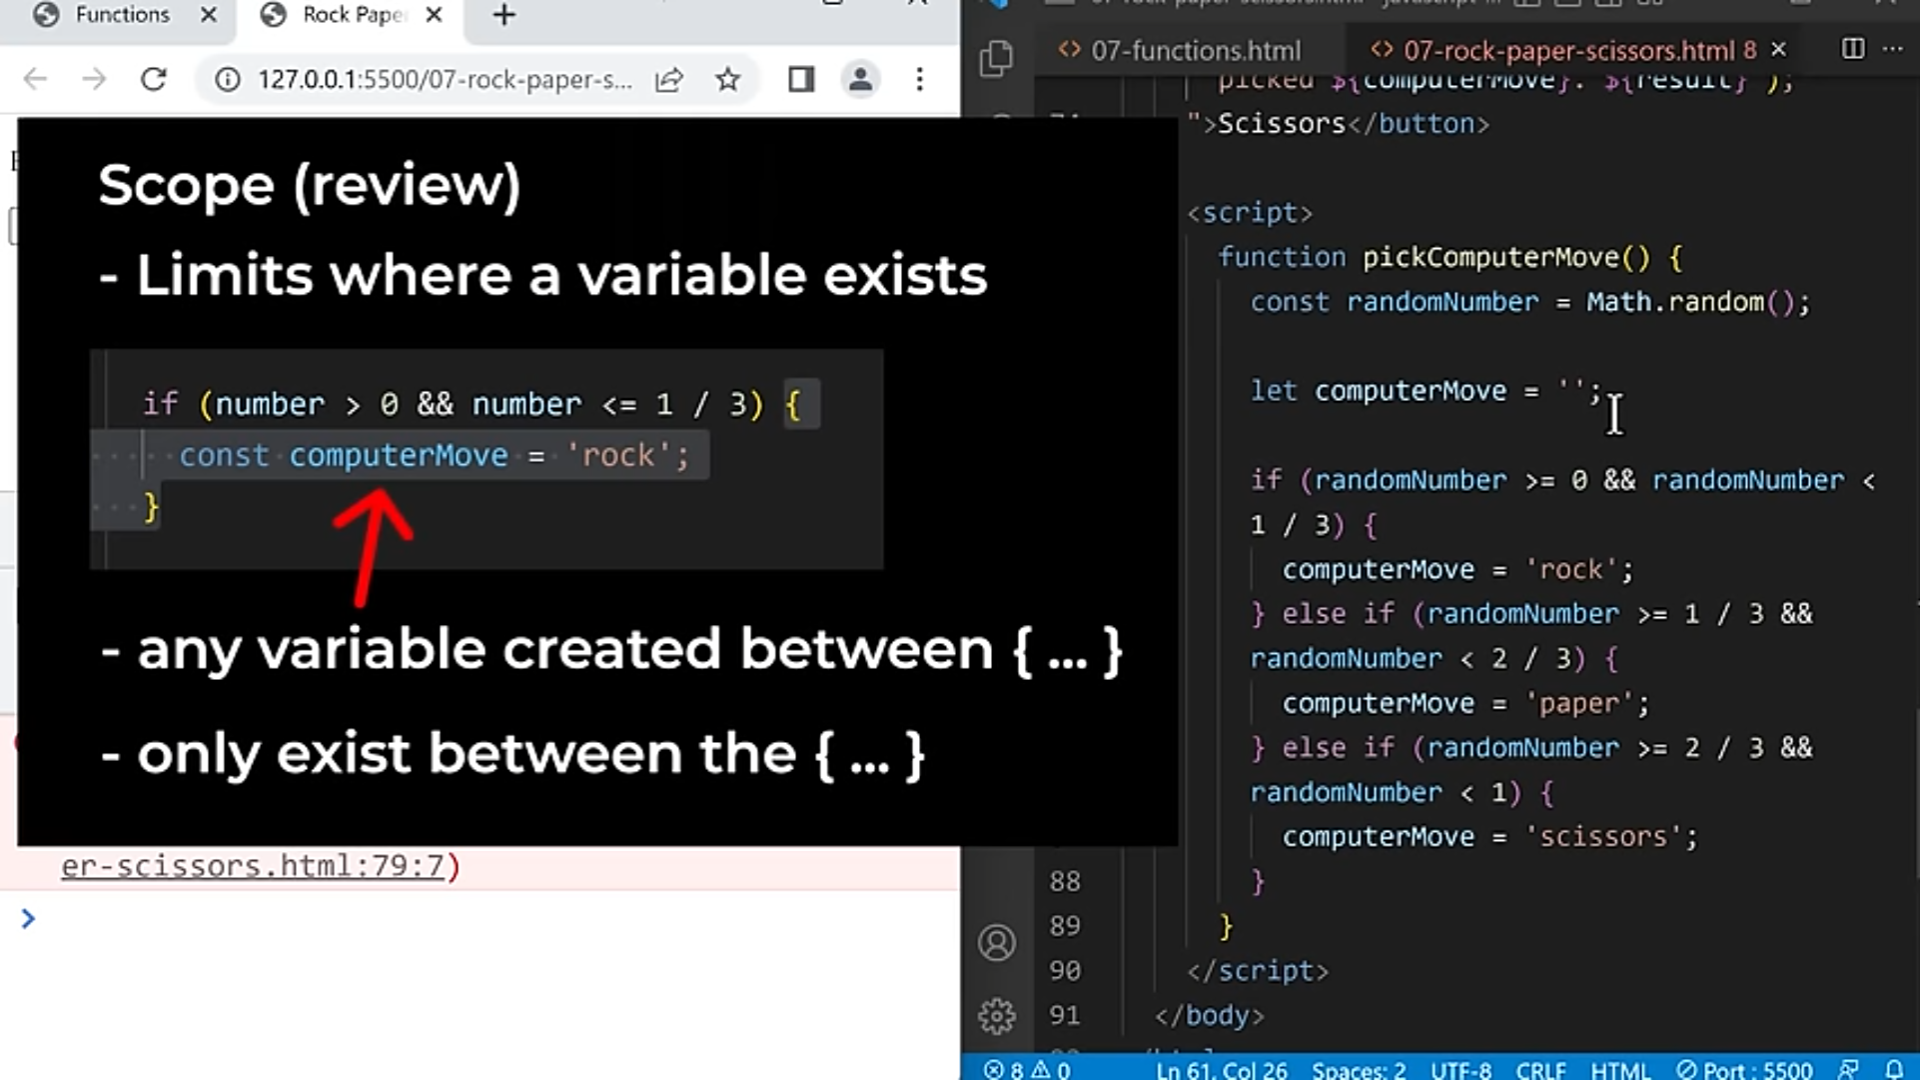 Functions
Rock Pape
127.0.0.1:5500/07-rock-paper-s...
Scope (review)
- Limits where a variable exists
if (number > 0 && number <= 1 / 3) {
const computerMove = 'rock';
}
- any variable created between { ... }
- only exist between the { ... }
er-scissors.html:79:7)
07-functions.html
07-rock-paper-scissors.html 8
picked ${computerMove}. ${result}`);
">Scissors</button>
<script>
function pickComputerMove() {
const randomNumber = Math.random();
let computerMove = '';
if (randomNumber >= 0 && randomNumber <
1 / 3) {
computerMove = 'rock';
} else if (randomNumber >= 1 / 3 &&
randomNumber < 2 / 3) {
computerMove = 'paper';
} else if (randomNumber >= 2 / 3 &&
randomNumber < 1) {
computerMove = 'scissors';
88 }
89 }
90 </script>
91 </body>
8 0 Ln 61, Col 26 Spaces: 2 UTF-8 CRLF HTML Port : 5500